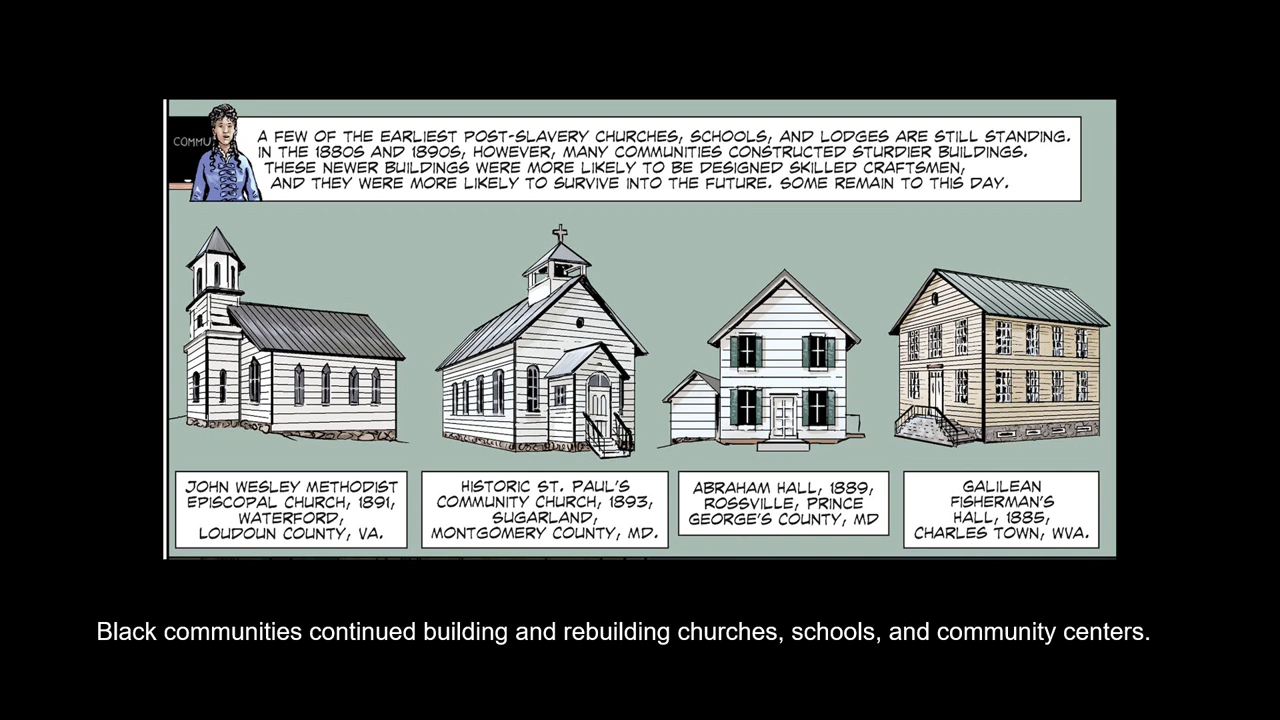 COMMU
A FEW OF THE EARLIEST POST-SLAVERY CHURCHES, SCHOOLS, AND LODGES ARE STILL STANDING.
IN THE 1880S AND 1890S, HOWEVER, MANY COMMUNITIES CONSTRUCTED STURDIER BUILDINGS.
THESE NEWER BUILDINGS WERE MORE LIKELY TO BE DESIGNED SKILLED CRAFTSMEN,
AND THEY WERE MORE LIKELY TO SURVIVE INTO THE FUTURE. SOME REMAIN TO THIS DAY.
JOHN WESLEY METHODIST
EPISCOPAL CHURCH, 1891,
WATERFORD,
LOUDOUN COUNTY, VA.
HISTORIC ST. PAUL'S
COMMUNITY CHURCH, 1893,
SUGARLAND,
MONTGOMERY COUNTY, MD.
ABRAHAM HALL, 1889,
ROSSVILLE, PRINCE
GEORGE'S COUNTY, MD
GALILEAN
FISHERMAN'S
HALL, 1885,
CHARLES TOWN, WVA.
Black communities continued building and rebuilding churches, schools, and community centers.